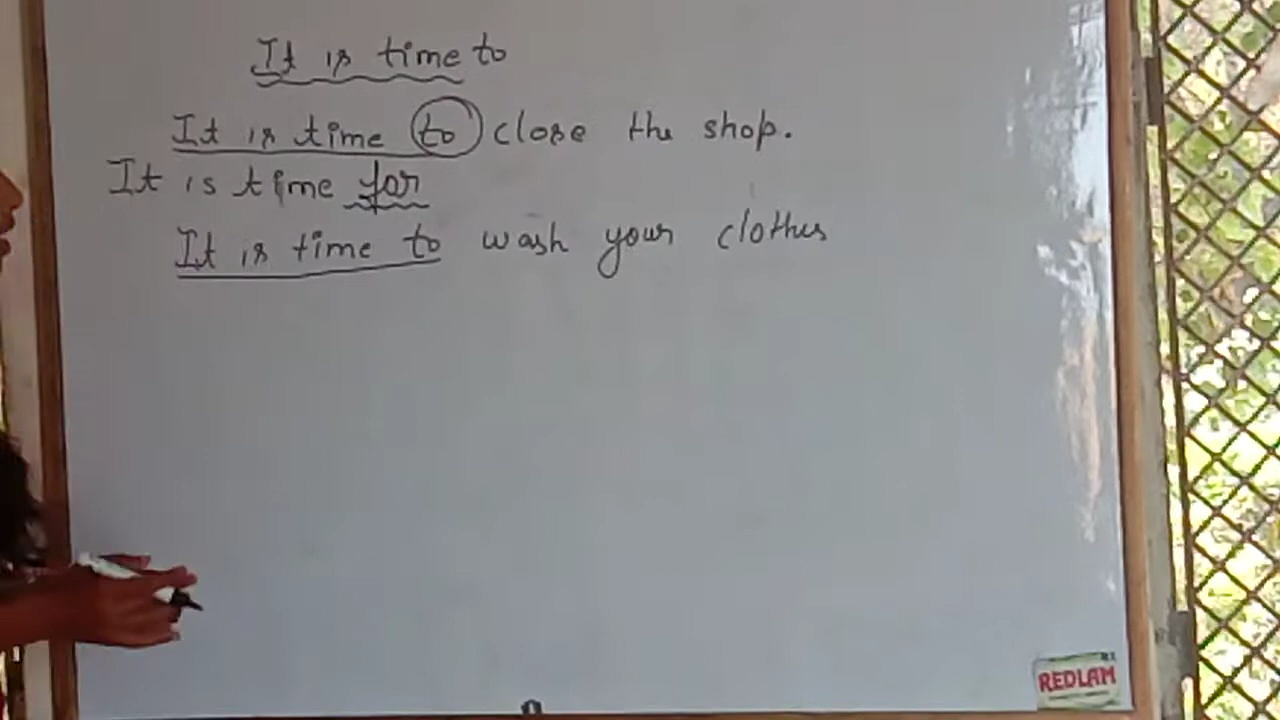 It is time to
It is time to close the shop.
It is time for
It is time to wash your clothes
REDLAM